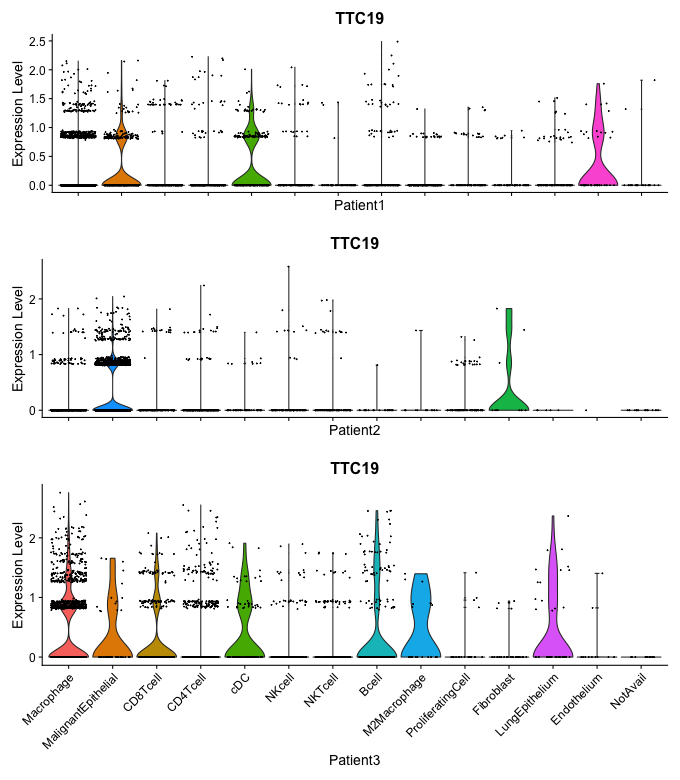 TTC19
Expression Level
2.5
2.0
1.5
1.0
0.5
0.0
Patient1
TTC19
Expression Level
2
1
0
Patient2
TTC19
Expression Level
2
1
0
Macrophage
MalignantEpithelial
CD8Tcell
CD4Tcell
cDC
NKcell
NKTcell
Bcell
M2Macrophage
ProliferatingCell
Fibroblast
LungEpithelium
Endothelium
NotAvail
Patient3